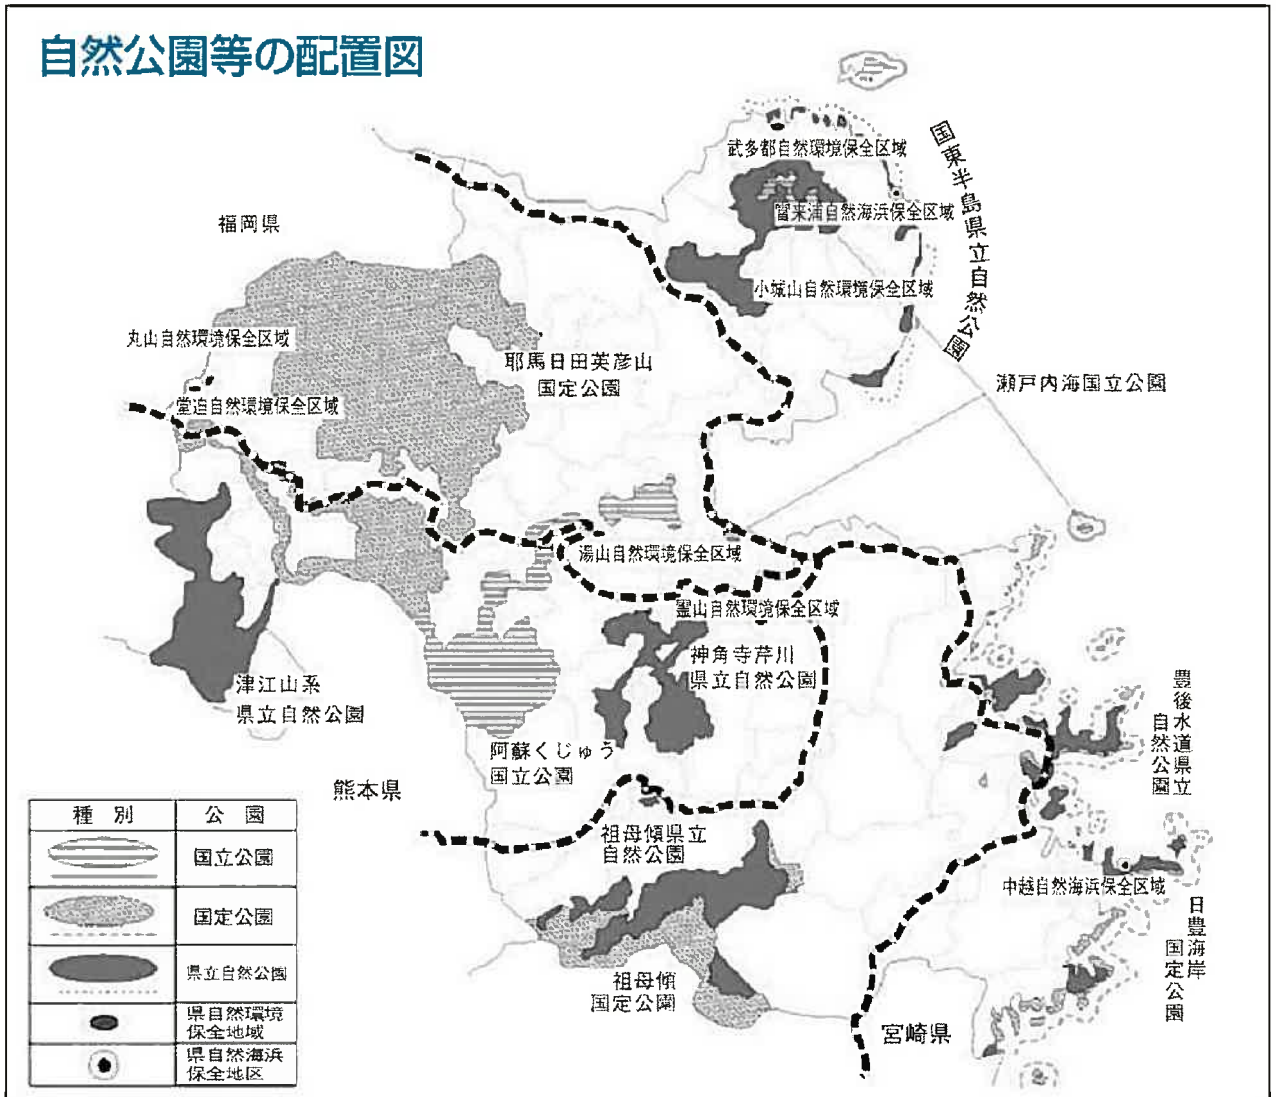 自然公園等の配置図
武多都自然環境保全区域
国東半島県立自然公園
福岡県
留来浦自然海浜保全区域
小城山自然環境保全区域
丸山自然環境保全区域
耶馬日田英彦山
国定公園
瀬戸内海国立公園
堂迫自然環境保全区域
湯山自然環境保全区域
霊山自然環境保全区域
神角寺芹川
県立自然公園
津江山系
県立自然公園
豊後水道県立
自然公園
阿蘇くじゅう
国立公園
熊本県
祖母傾県立
自然公園
中越自然海浜保全区域
日豊海岸
国定公園
祖母傾
国定公園
宮崎県
種別 公園
国立公園
国定公園
県立自然公園
県自然環境
保全地域
県自然海浜
保全地区